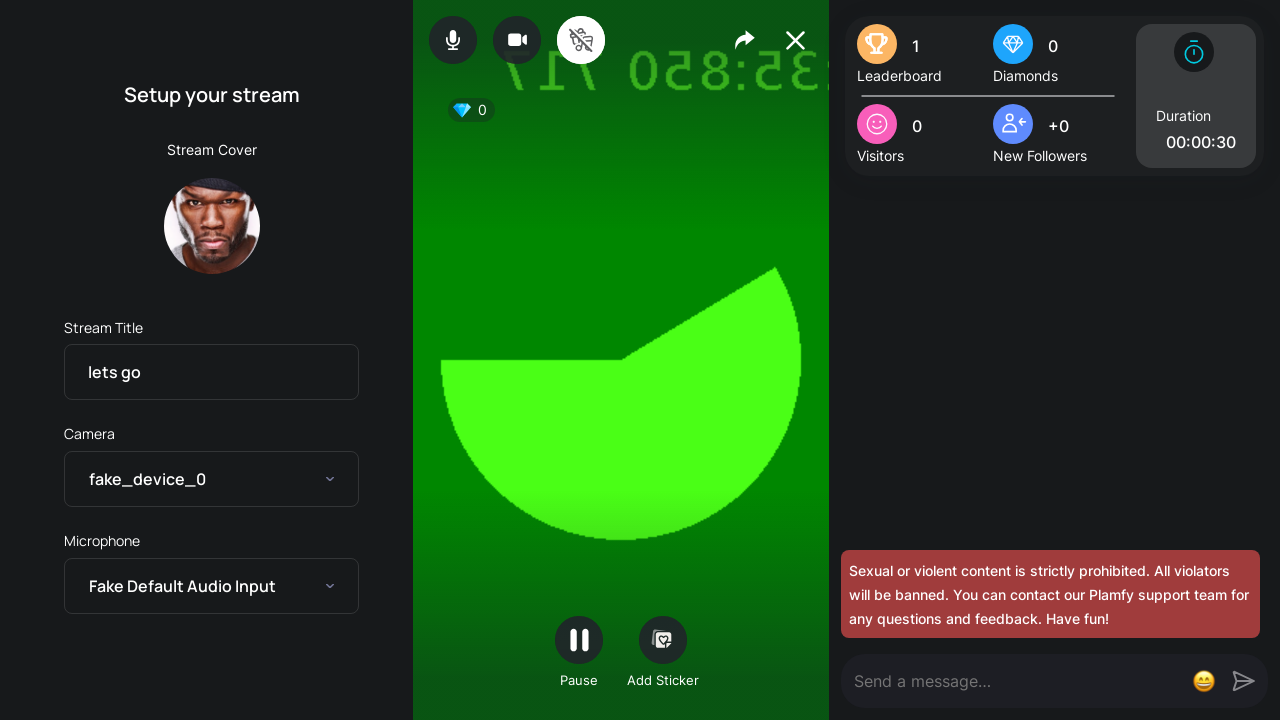 Setup your stream
Stream Cover
Stream Title
lets go
Camera
fake_device_0
Microphone
Fake Default Audio Input
0
Pause
Add Sticker
1
Leaderboard
0
Diamonds
0
Visitors
+0
New Followers
Duration
00:00:30
Sexual or violent content is strictly prohibited. All violators
will be banned. You can contact our Plamfy support team for
any questions and feedback. Have fun!
Send a message...